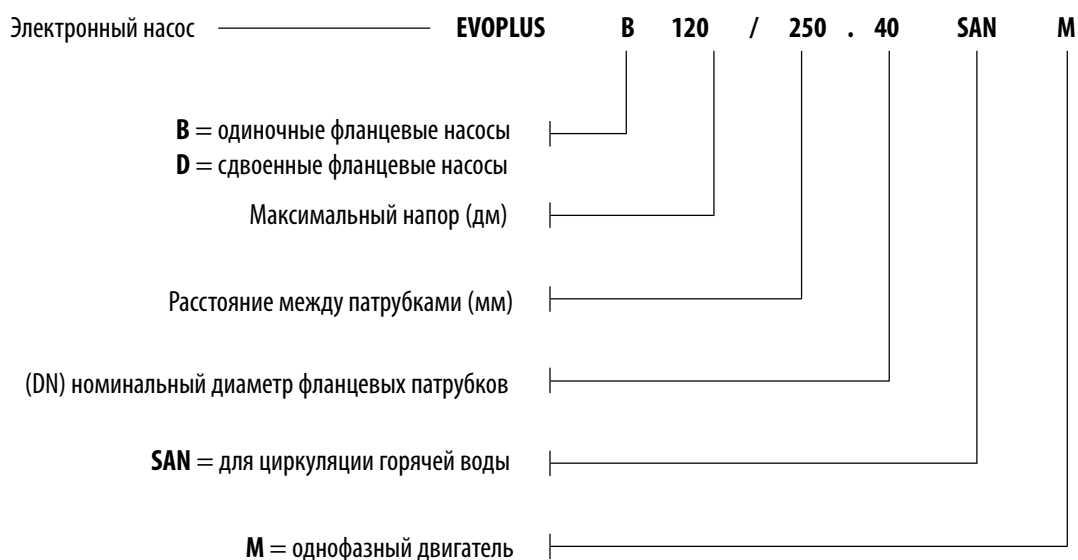 Электронный насос EVOPLUS B 120 / 250 . 40 SAN M
B = одиночные фланцевые насосы
D = сдвоенные фланцевые насосы
Максимальный напор (дм)
Расстояние между патрубками (мм)
(DN) номинальный диаметр фланцевых патрубков
SAN = для циркуляции горячей воды
M = однофазный двигатель